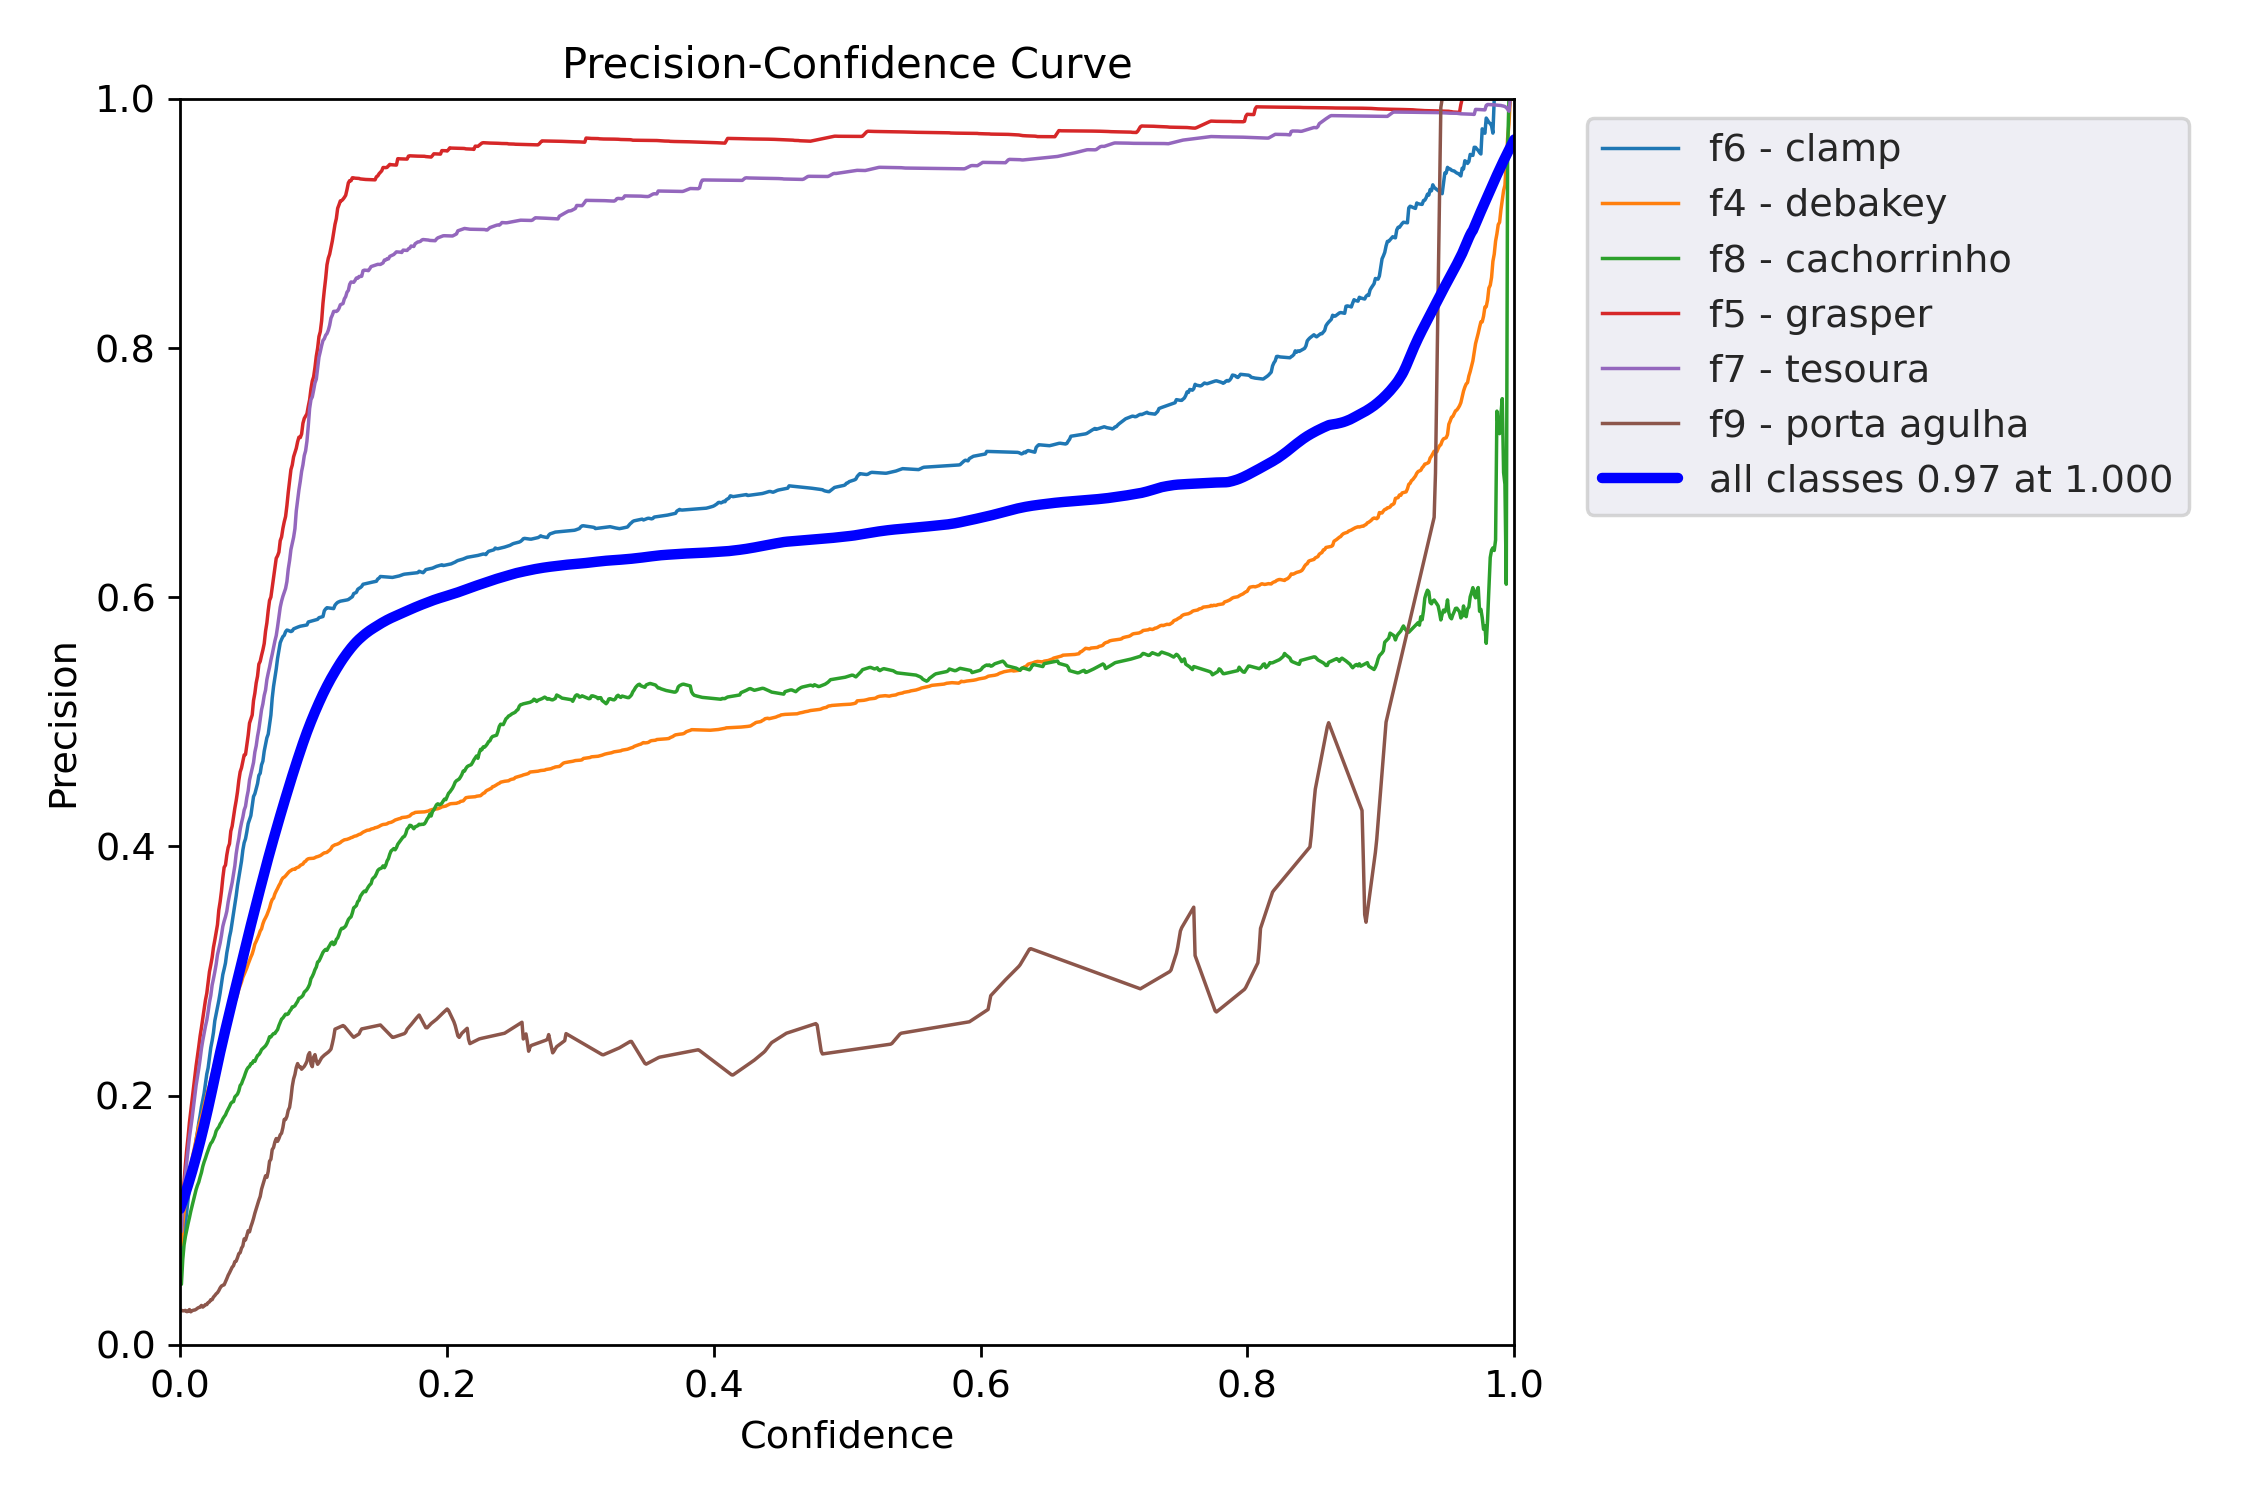 Precision-Confidence Curve
1.0
0.8
0.6
0.4
0.2
0.0
Precision
0.0 0.2 0.4 0.6 0.8 1.0
Confidence
f6 - clamp
f4 - debakey
f8 - cachorrinho
f5 - grasper
f7 - tesoura
f9 - porta agulha
all classes 0.97 at 1.000